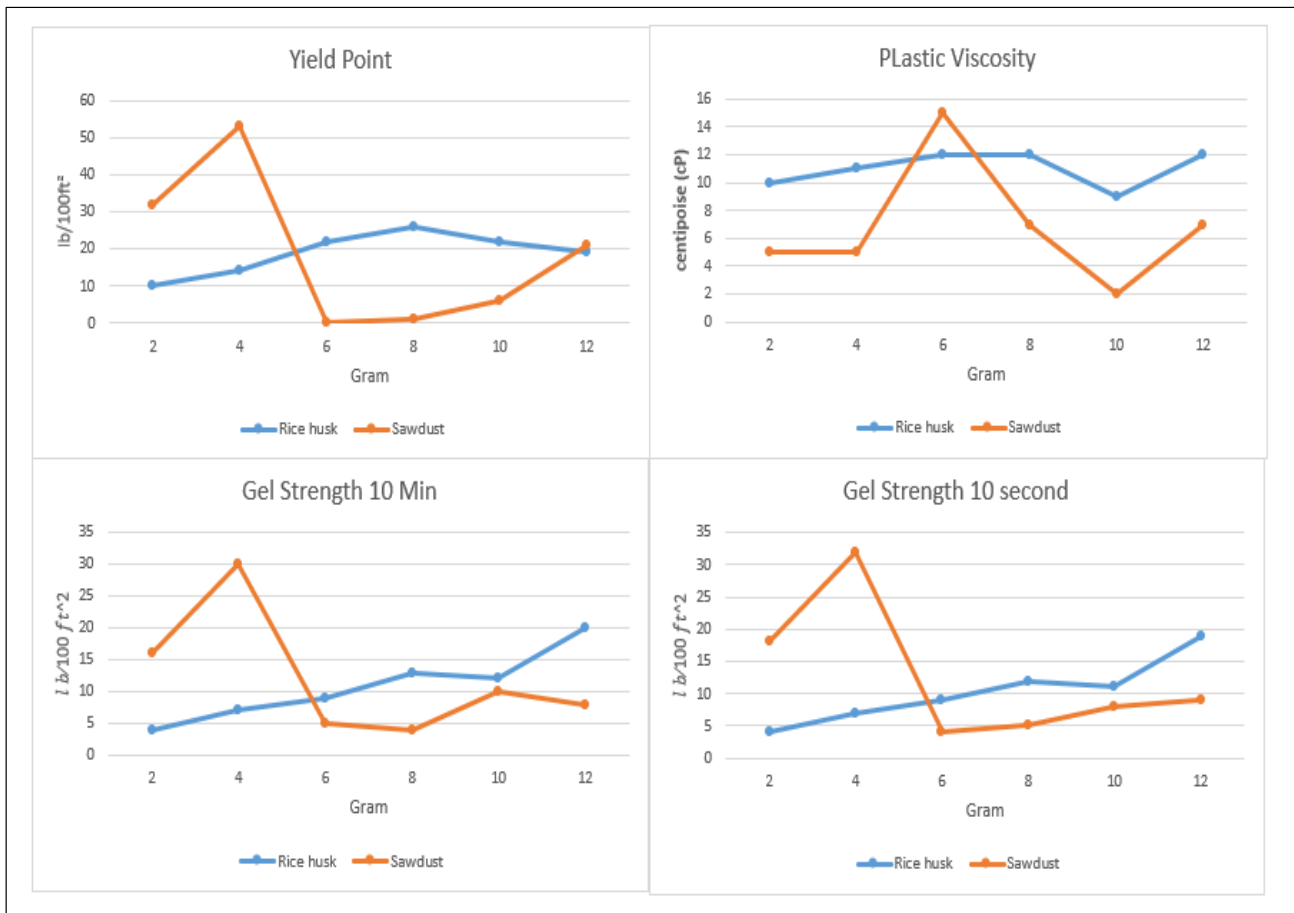 Yield Point
60
50
40
30
20
10
0
lb/100ft²
2 4 6 8 10 12
Gram
Rice husk Sawdust
PLastic Viscosity
16
14
12
10
8
6
4
2
0
centipoise (cP)
2 4 6 8 10 12
Gram
Rice husk Sawdust
Gel Strength 10 Min
35
30
25
20
15
10
5
0
l b/100 ft^2
2 4 6 8 10 12
Gram
Rice husk Sawdust
Gel Strength 10 second
35
30
25
20
15
10
5
0
l b/100 ft^2
2 4 6 8 10 12
Gram
Rice husk Sawdust